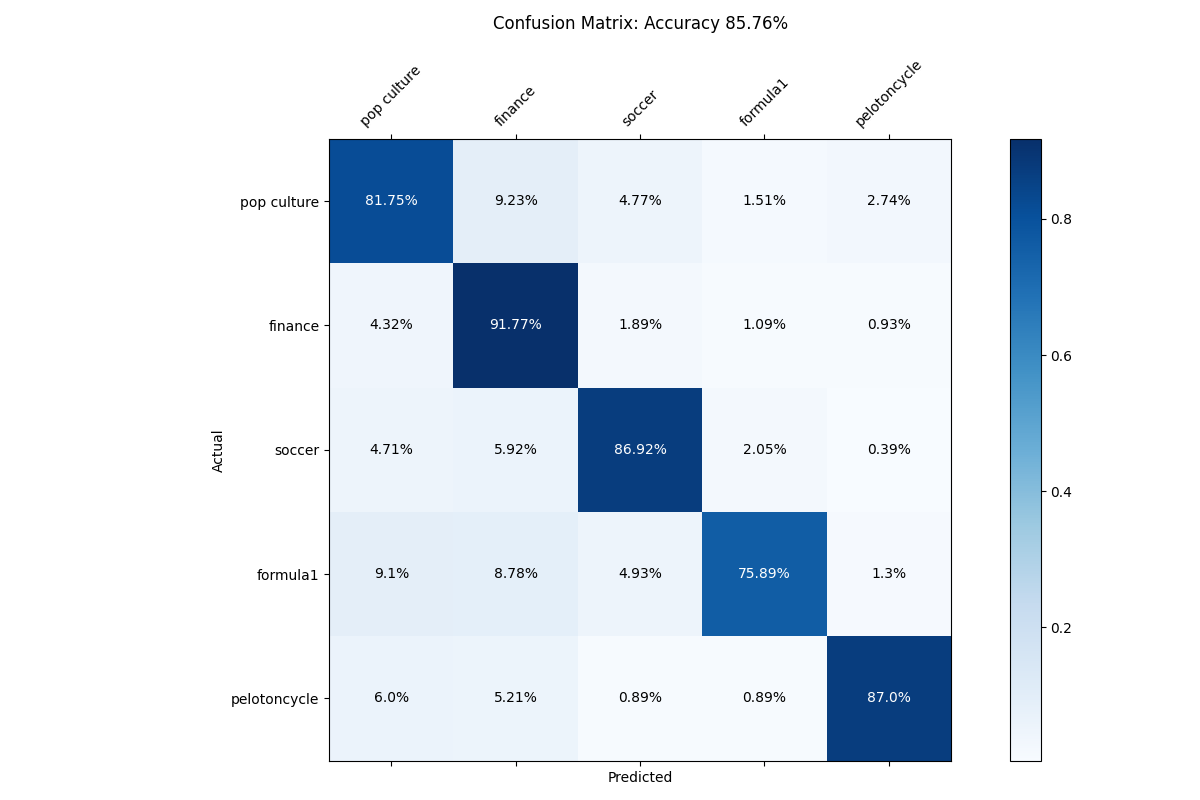 Confusion Matrix: Accuracy 85.76%
pop culture finance soccer formula1 pelotoncycle
pop culture 81.75% 9.23% 4.77% 1.51% 2.74%
finance 4.32% 91.77% 1.89% 1.09% 0.93%
soccer 4.71% 5.92% 86.92% 2.05% 0.39%
formula1 9.1% 8.78% 4.93% 75.89% 1.3%
pelotoncycle 6.0% 5.21% 0.89% 0.89% 87.0%
Actual
Predicted
0.8
0.6
0.4
0.2